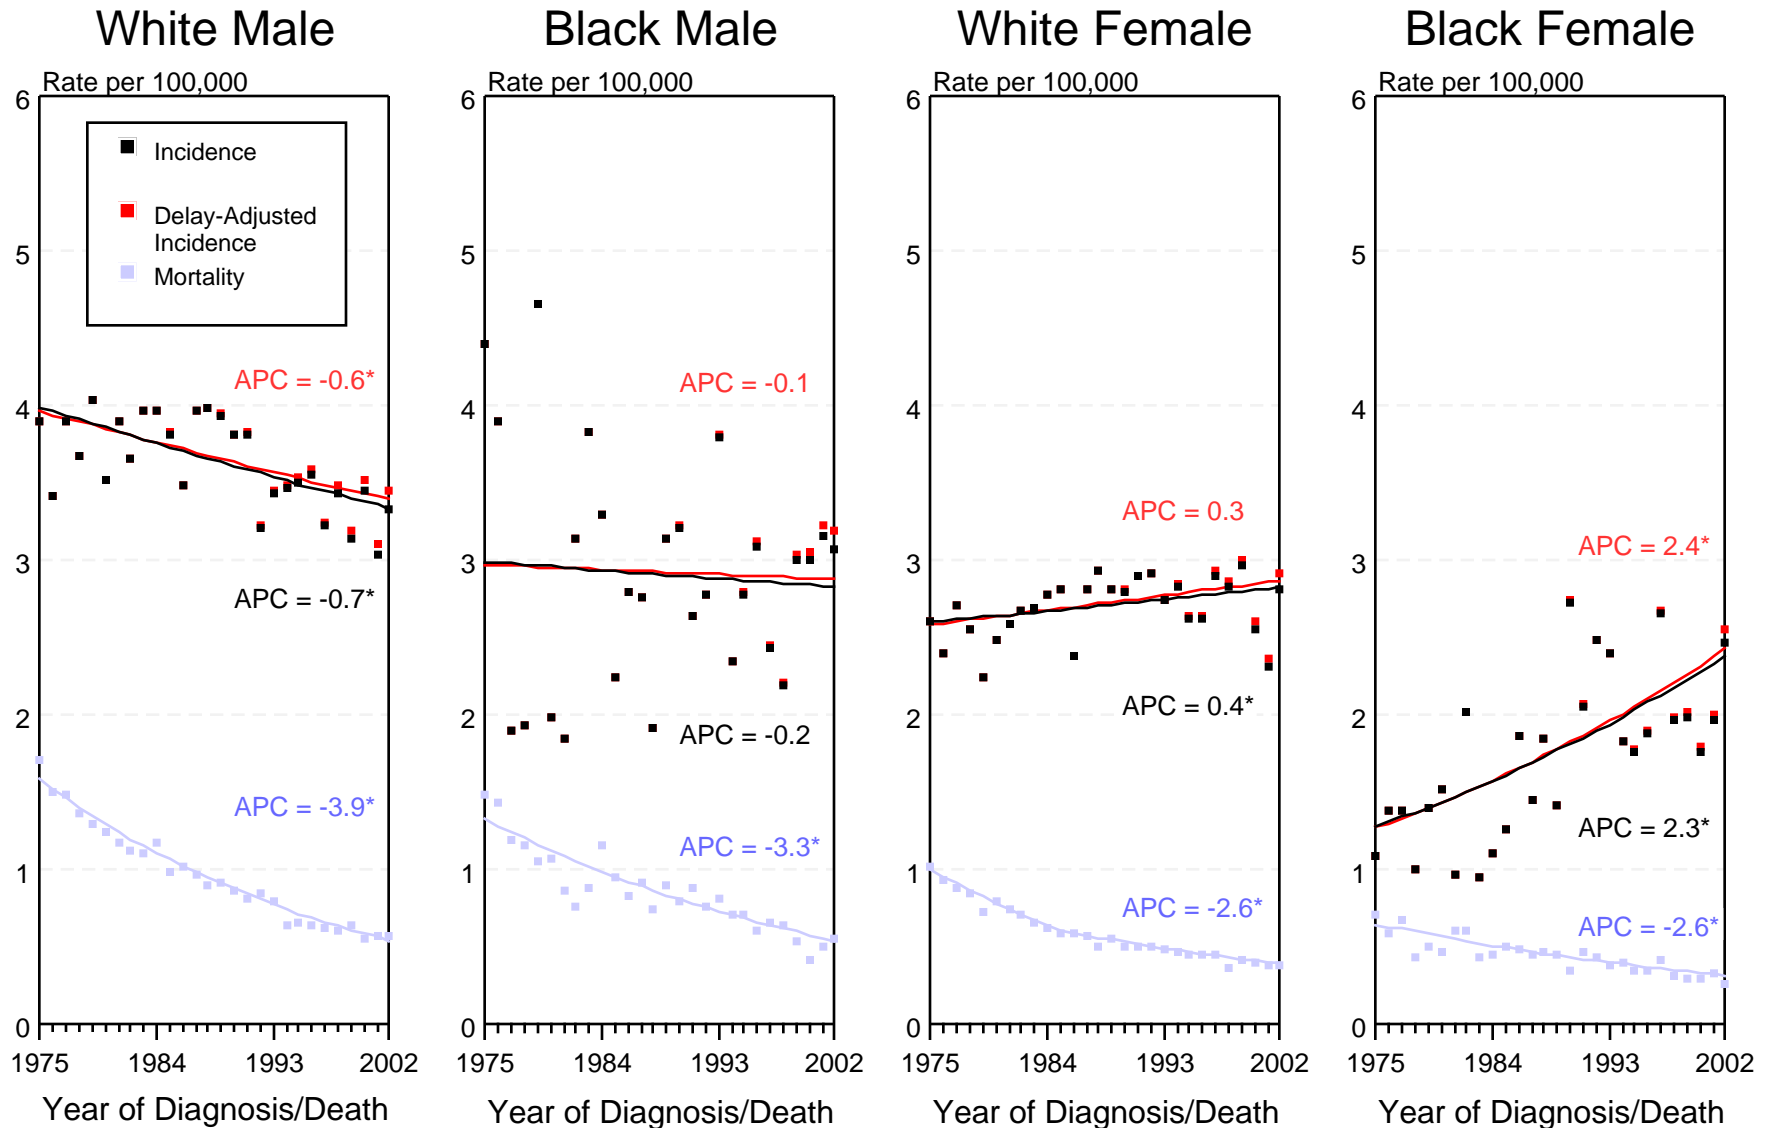 White Male
Rate per 100,000
6
5
4
3
2
1
0
Incidence
Delay-Adjusted
Incidence
Mortality
APC = -0.6*
APC = -0.7*
APC = -3.9*
1975 1984 1993 2002
Year of Diagnosis/Death
Black Male
Rate per 100,000
6
5
4
3
2
1
0
APC = -0.1
APC = -0.2
APC = -3.3*
1975 1984 1993 2002
Year of Diagnosis/Death
White Female
Rate per 100,000
6
5
4
3
2
1
0
APC = 0.3
APC = 0.4*
APC = -2.6*
1975 1984 1993 2002
Year of Diagnosis/Death
Black Female
Rate per 100,000
6
5
4
3
2
1
0
APC = 2.4*
APC = 2.3*
APC = -2.6*
1975 1984 1993 2002
Year of Diagnosis/Death